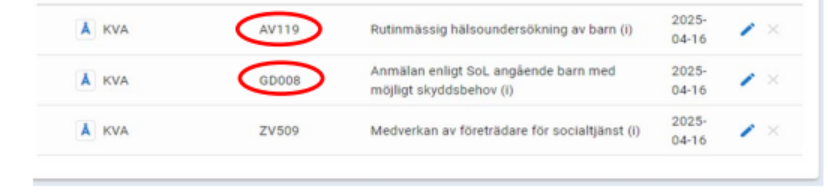 Å KVA AV119 Rutinmässig hälsoundersökning av barn (i) 2025-04-16
Å KVA GD008 Anmälan enligt SoL angående barn med möjligt skyddsbehov (i) 2025-04-16
Å KVA ZV509 Medverkan av företrädare för socialtjänst (i) 2025-04-16